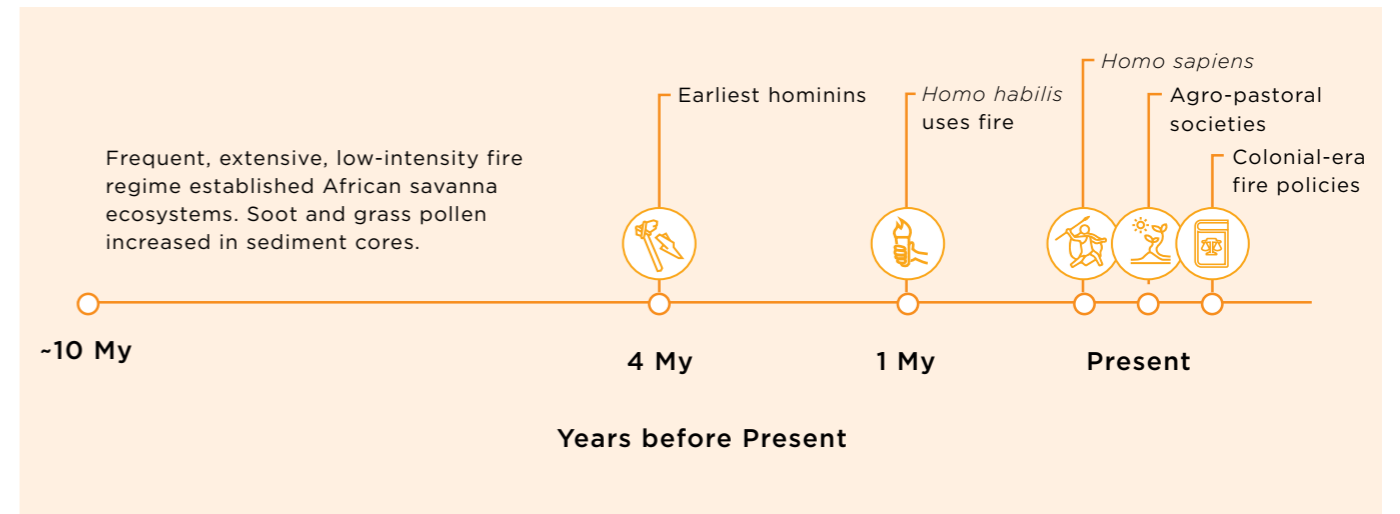 Homo sapiens
Earliest hominins
Homo habilis
uses fire
Agro-pastoral
societies
Frequent, extensive, low-intensity fire
regime established African savanna
ecosystems. Soot and grass pollen
increased in sediment cores.
Colonial-era
fire policies
~10 My
4 My
1 My
Present
Years before Present